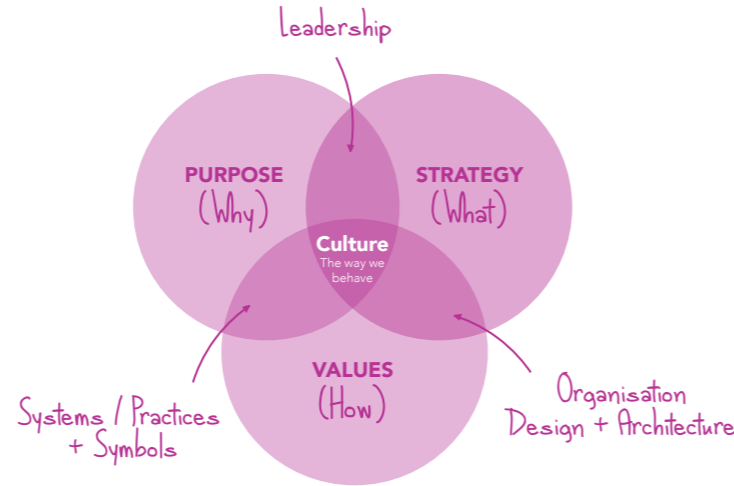 Leadership
PURPOSE
(Why)
STRATEGY
(What)
Culture
The way we
behave
VALUES
(How)
Systems / Practices
+ Symbols
Organisation
Design + Architecture